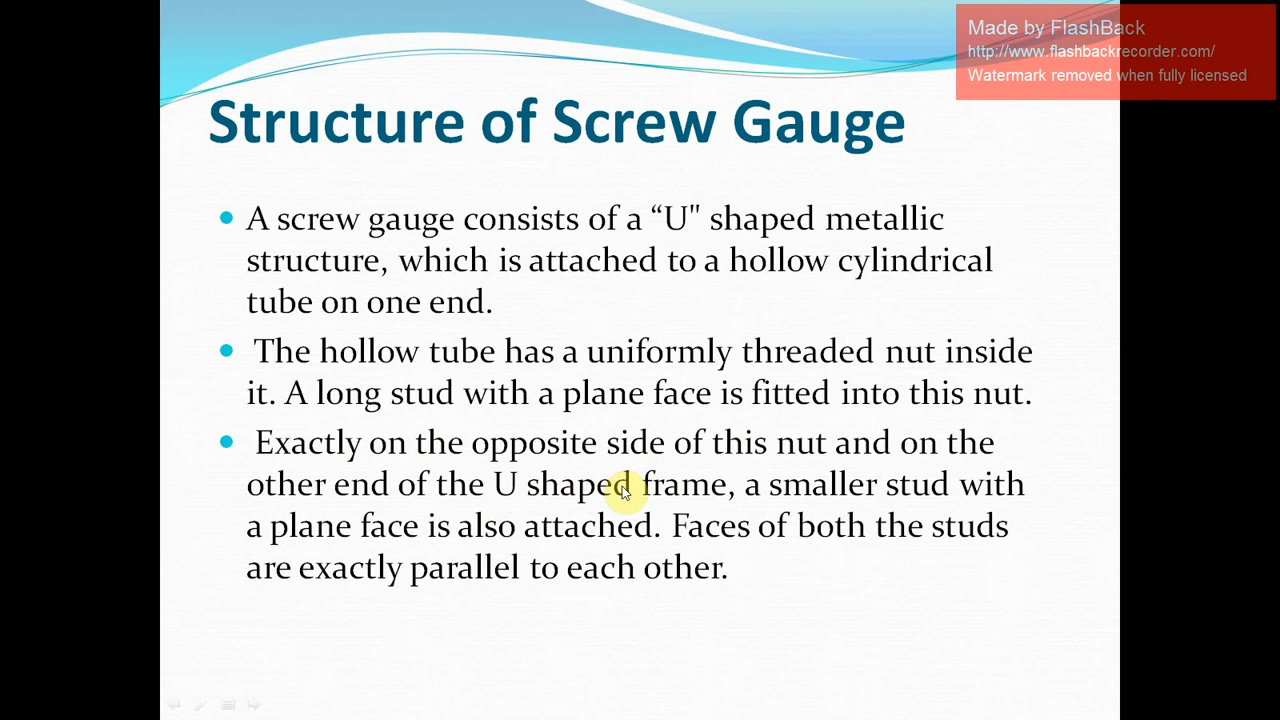 Made by FlashBack
http://www.flashbackrecorder.com/
Watermark removed when fully licensed
Structure of Screw Gauge
• A screw gauge consists of a “U" shaped metallic
structure, which is attached to a hollow cylindrical
tube on one end.
• The hollow tube has a uniformly threaded nut inside
it. A long stud with a plane face is fitted into this nut.
• Exactly on the opposite side of this nut and on the
other end of the U shaped frame, a smaller stud with
a plane face is also attached. Faces of both the studs
are exactly parallel to each other.